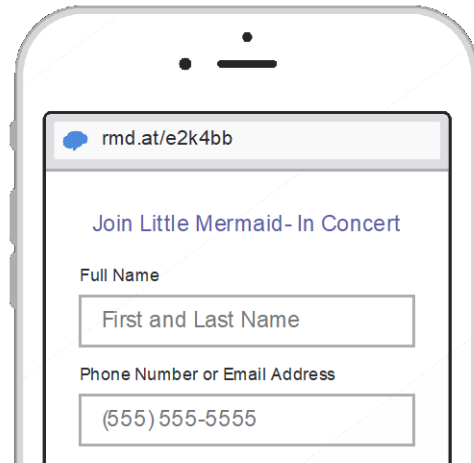 rmd.at/e2k4bb
Join Little Mermaid- In Concert
Full Name
First and Last Name
Phone Number or Email Address
(555) 555-5555